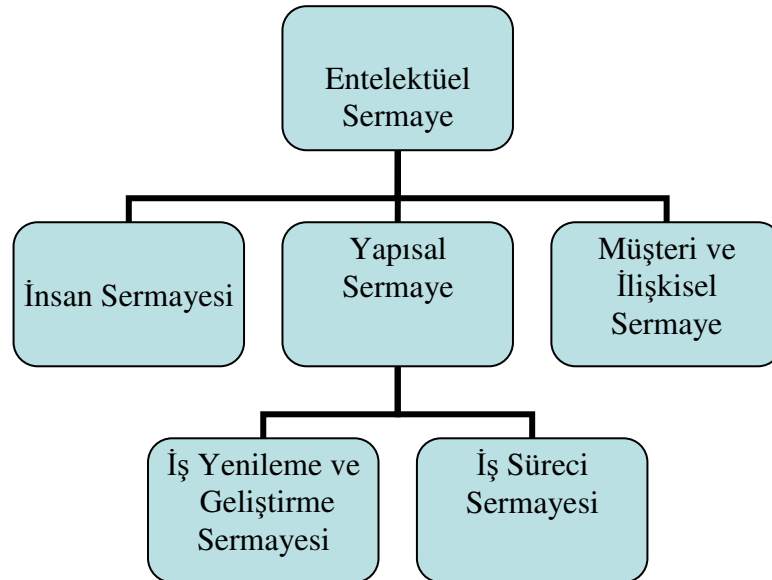 Entelektüel
Sermaye
İnsan Sermayesi
Yapısal
Sermaye
Müşteri ve
İlişkisel
Sermaye
İş Yenileme ve
Geliştirme
Sermayesi
İş Süreci
Sermayesi